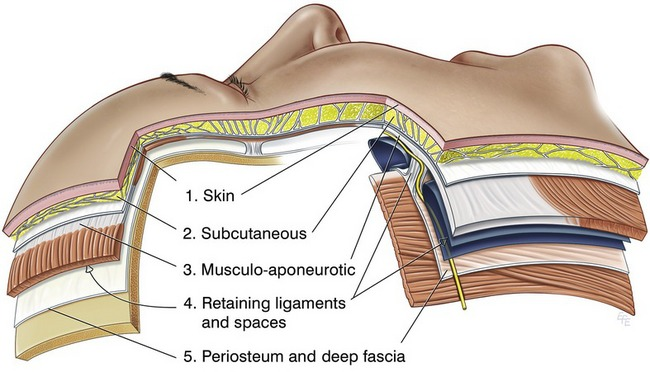 1. Skin
2. Subcutaneous
3. Musculo-aponeurotic
4. Retaining ligaments
and spaces
5. Periosteum and deep fascia